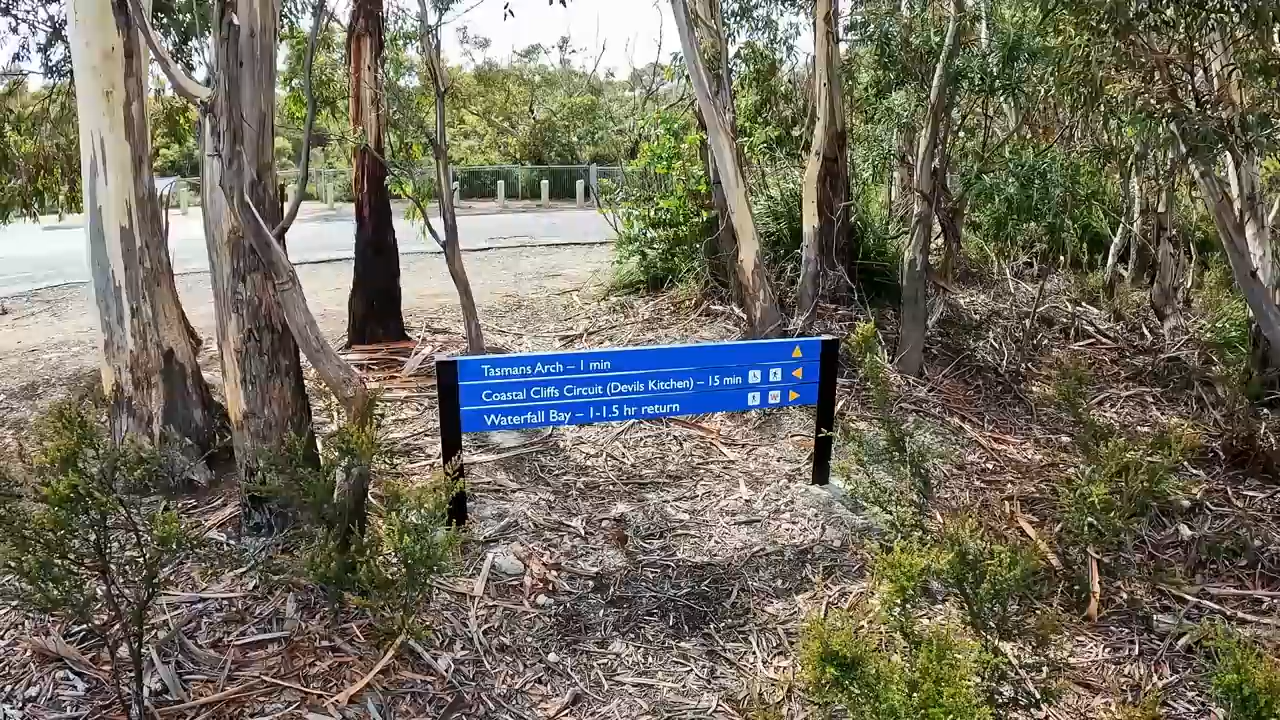 Tasmans Arch – 1 min
Coastal Cliffs Circuit (Devils Kitchen) – 15 min
Waterfall Bay – 1-1.5 hr return